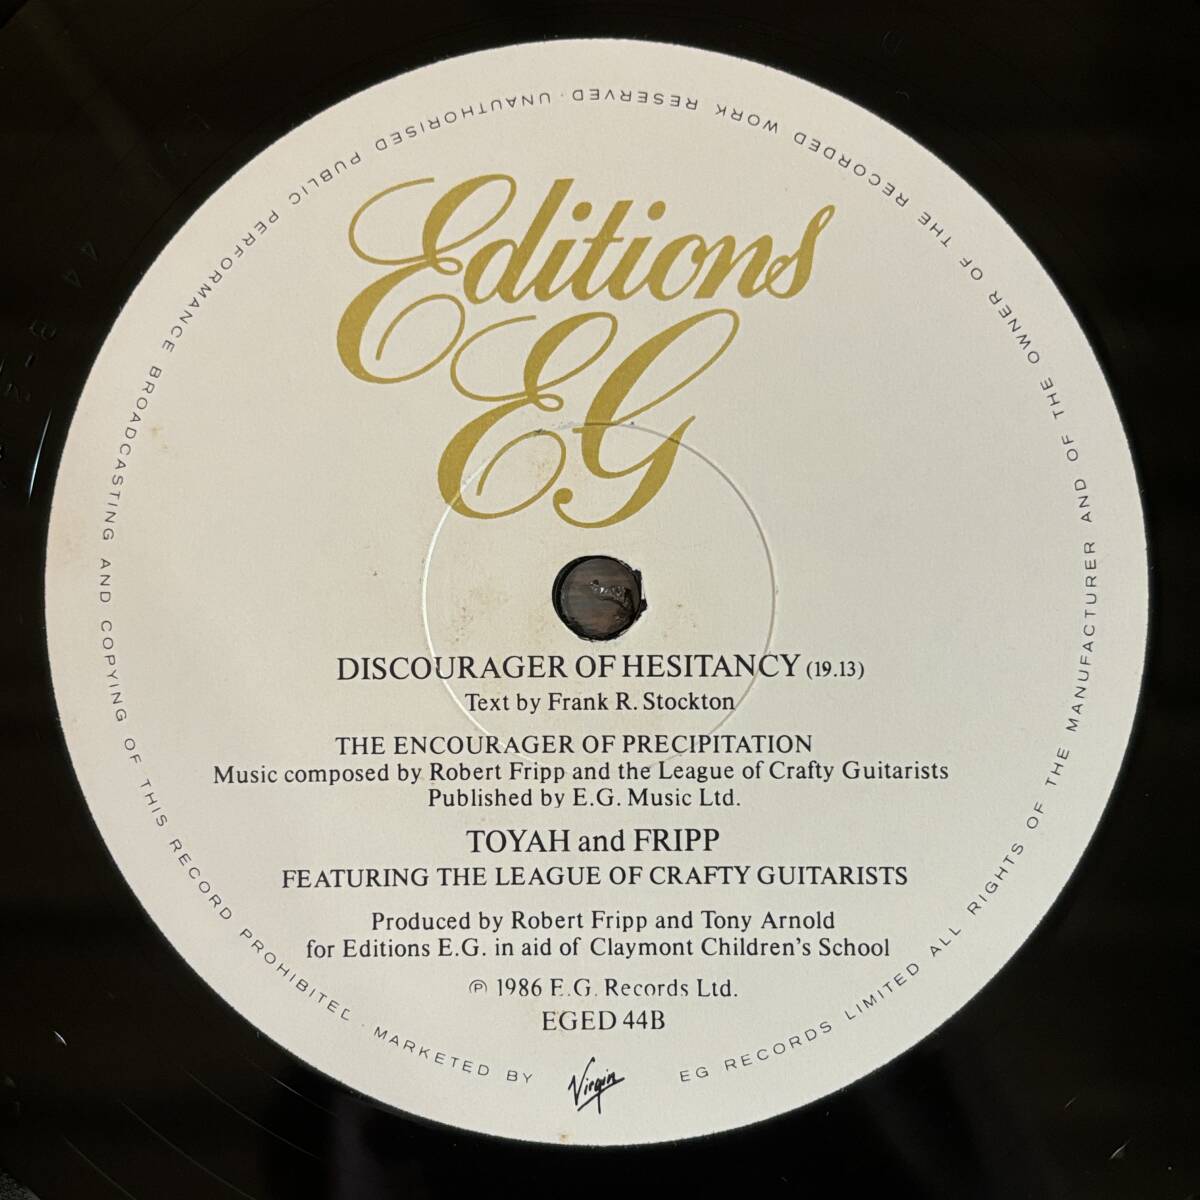 Editions
EG
DISCOURAGER OF HESITANCY (19.13)
Text by Frank R. Stockton
THE ENCOURAGER OF PRECIPITATION
Music composed by Robert Fripp and the League of Crafty Guitarists
Published by E.G. Music Ltd.
TOYAH and FRIPP
FEATURING THE LEAGUE OF CRAFTY GUITARISTS
Produced by Robert Fripp and Tony Arnold
for Editions E.G. in aid of Claymont Children's School
℗ 1986 E.G. Records Ltd.
EGED 44B
EG RECORDS LIMITED ALL RIGHTS OF THE MANUFACTURER AND OF THE OWNER OF THE RECORDED WORK RESERVED. UNAUTHORISED PUBLIC PERFORMANCE BROADCASTING AND COPYING OF THIS RECORD PROHIBITED. MARKETED BY Virgin